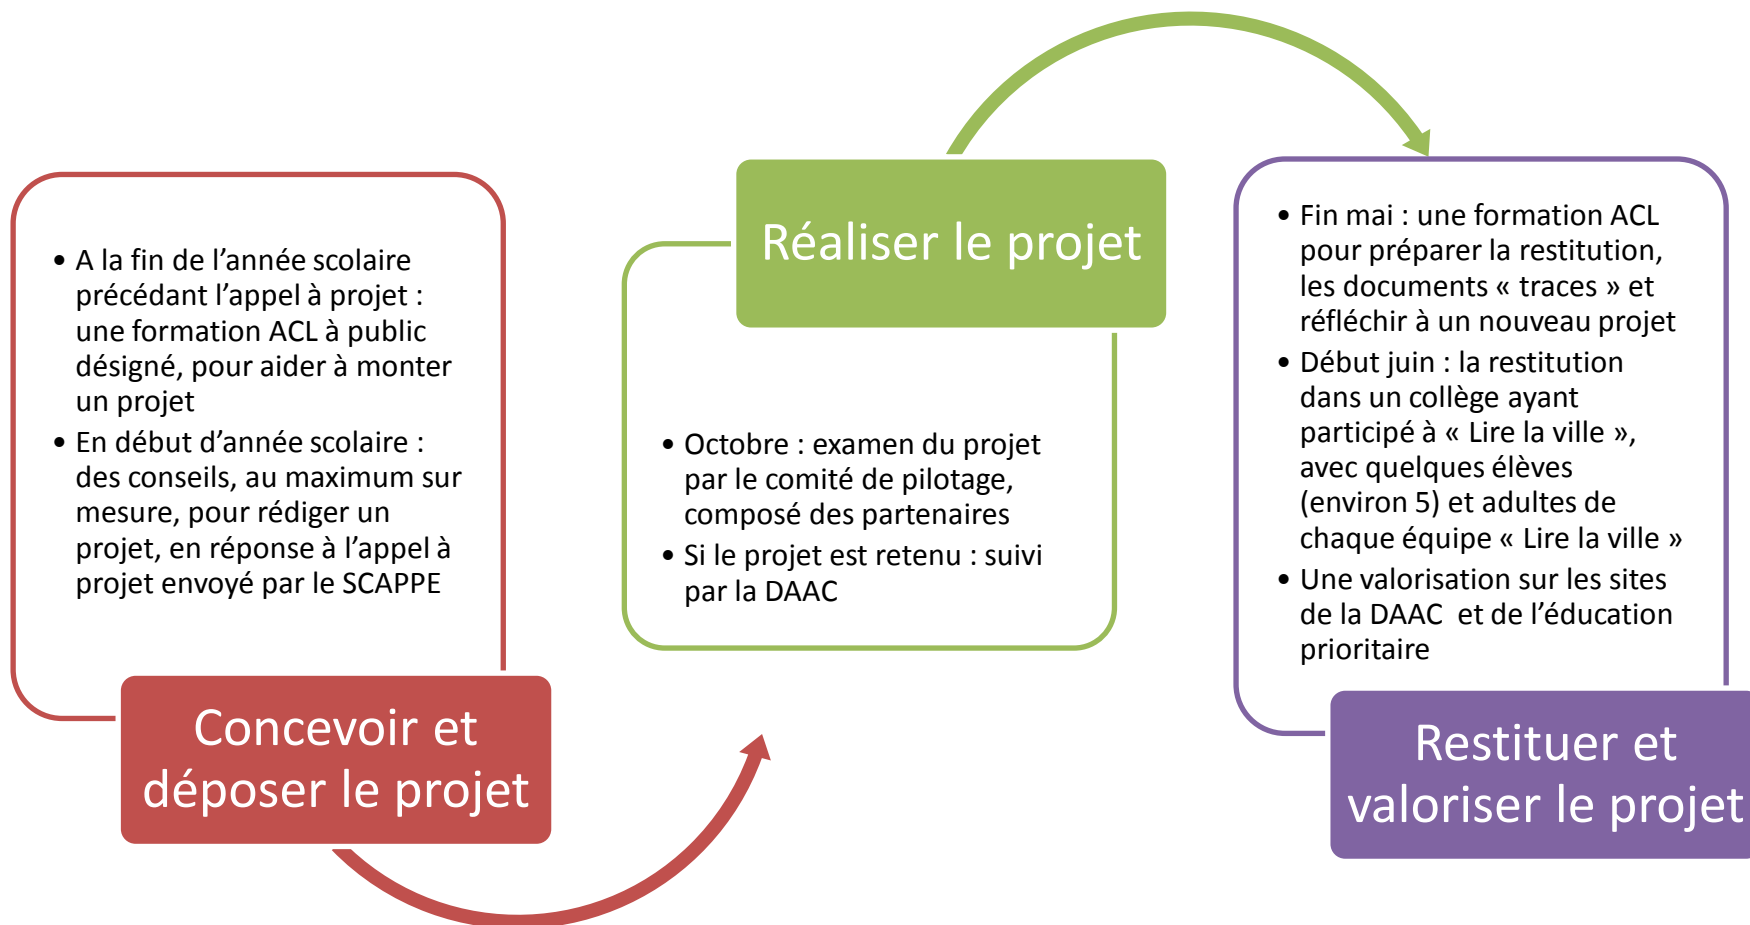 • A la fin de l’année scolaire
précédant l’appel à projet :
une formation ACL à public
désigné, pour aider à monter
un projet
• En début d’année scolaire :
des conseils, au maximum sur
mesure, pour rédiger un
projet, en réponse à l’appel à
projet envoyé par le SCAPPE
Concevoir et
déposer le projet
Réaliser le projet
• Octobre : examen du projet
par le comité de pilotage,
composé des partenaires
• Si le projet est retenu : suivi
par la DAAC
• Fin mai : une formation ACL
pour préparer la restitution,
les documents « traces » et
réfléchir à un nouveau projet
• Début juin : la restitution
dans un collège ayant
participé à « Lire la ville »,
avec quelques élèves
(environ 5) et adultes de
chaque équipe « Lire la ville »
• Une valorisation sur les sites
de la DAAC et de l’éducation
prioritaire
Restituer et
valoriser le projet